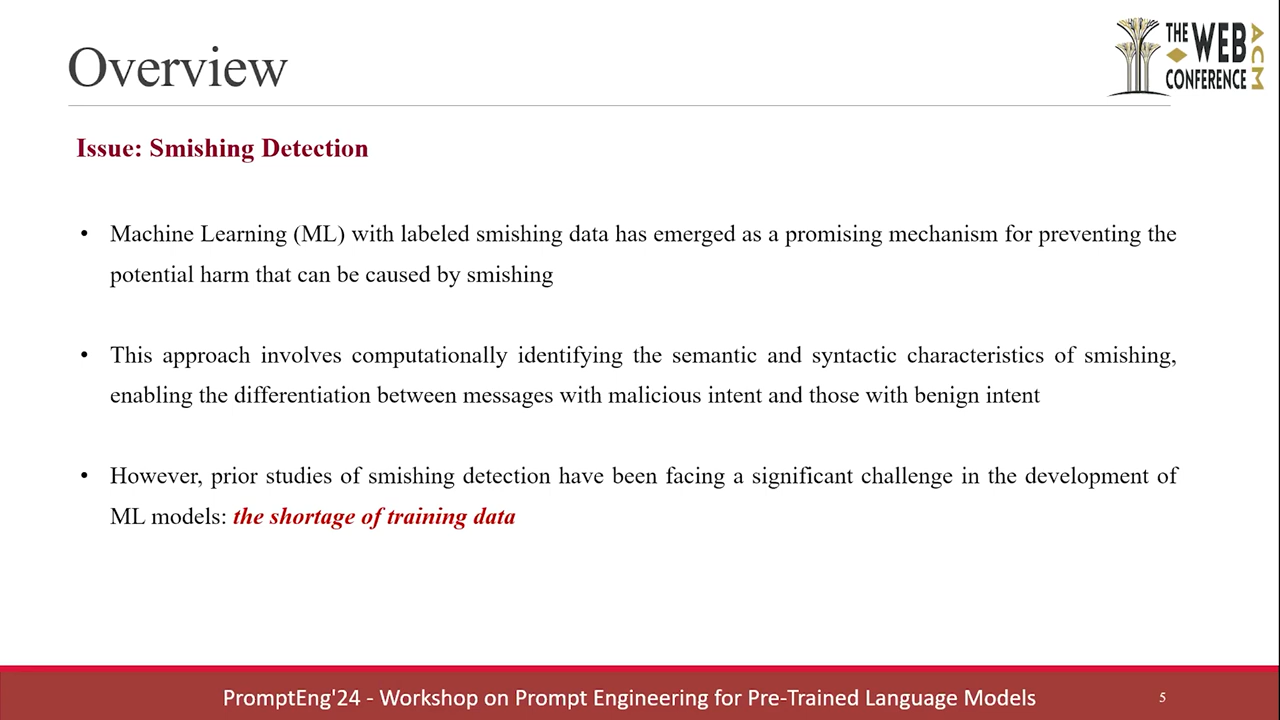 Overview
THE WEB CONFERENCE ACM
Issue: Smishing Detection
• Machine Learning (ML) with labeled smishing data has emerged as a promising mechanism for preventing the
potential harm that can be caused by smishing
• This approach involves computationally identifying the semantic and syntactic characteristics of smishing,
enabling the differentiation between messages with malicious intent and those with benign intent
• However, prior studies of smishing detection have been facing a significant challenge in the development of
ML models: the shortage of training data
PromptEng'24 - Workshop on Prompt Engineering for Pre-Trained Language Models
5